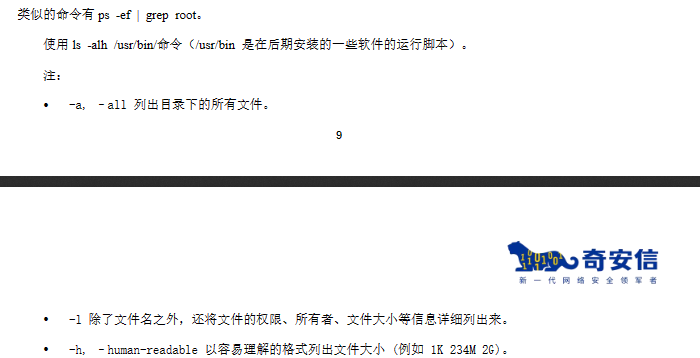 类似的命令有 ps -ef | grep root。
使用 ls -alh /usr/bin/命令（/usr/bin 是在后期安装的一些软件的运行脚本）。
注：
• -a, –all 列出目录下的所有文件。
9
奇安信
新一代网络安全领军者
• -l 除了文件名之外，还将文件的权限、所有者、文件大小等信息详细列出来。
• -h, –human-readable 以容易理解的格式列出文件大小 (例如 1K 234M 2G)。